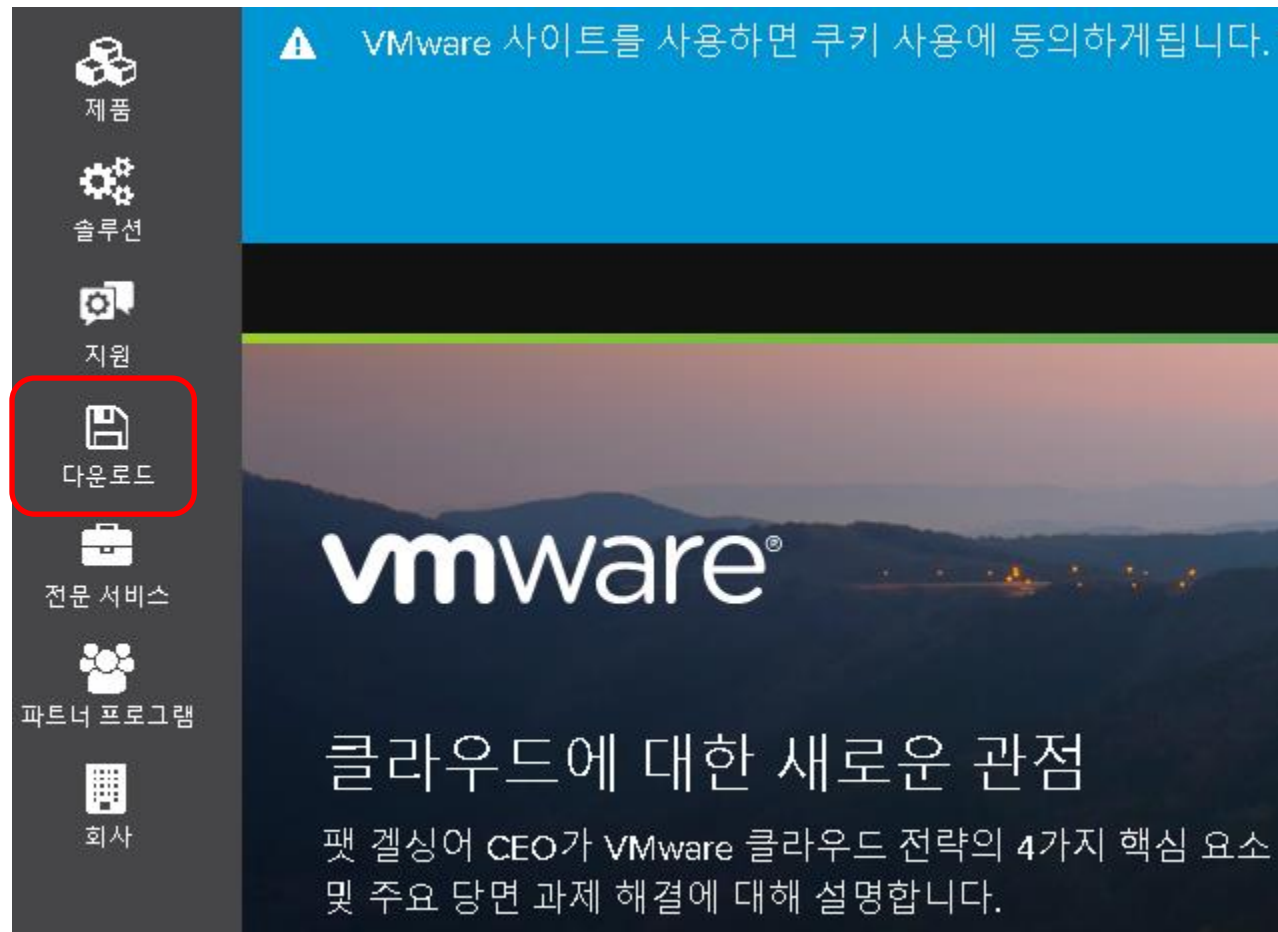 제품
솔루션
지원
다운로드
전문 서비스
파트너 프로그램
회사
VMware 사이트를 사용하면 쿠키 사용에 동의하게됩니다.
vmware®
클라우드에 대한 새로운 관점
팻 겔싱어 CEO가 VMware 클라우드 전략의 4가지 핵심 요소
및 주요 당면 과제 해결에 대해 설명합니다.